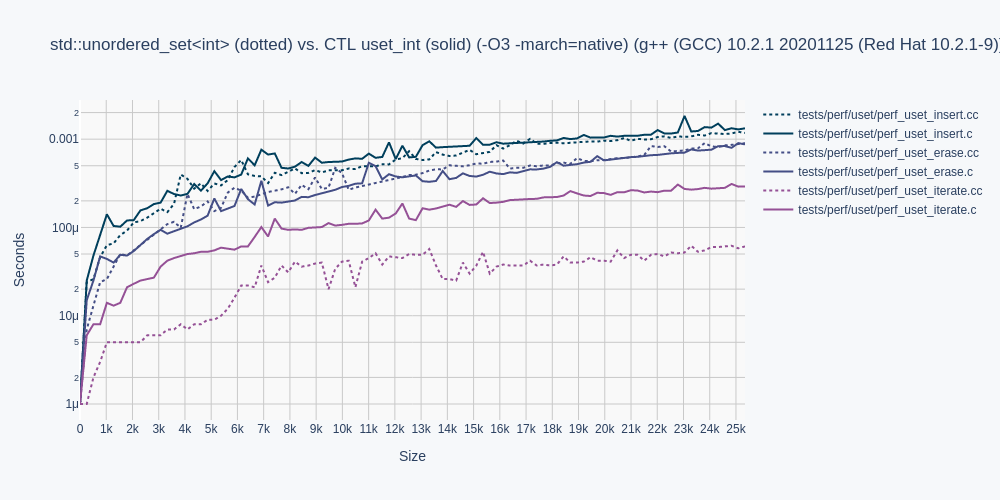 std::unordered_set<int> (dotted) vs. CTL uset_int (solid) (-O3 -march=native) (g++ (GCC) 10.2.1 20201125 (Red Hat 10.2.1-9))
2
0.001
5
2
100μ
5
2
10μ
5
2
1μ
Seconds
0 1k 2k 3k 4k 5k 6k 7k 8k 9k 10k 11k 12k 13k 14k 15k 16k 17k 18k 19k 20k 21k 22k 23k 24k 25k
Size
tests/perf/uset/perf_uset_insert.cc
tests/perf/uset/perf_uset_insert.c
tests/perf/uset/perf_uset_erase.cc
tests/perf/uset/perf_uset_erase.c
tests/perf/uset/perf_uset_iterate.cc
tests/perf/uset/perf_uset_iterate.c